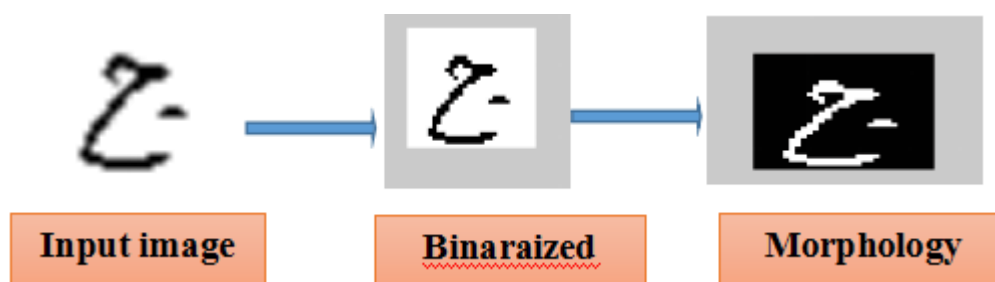 ج
ج
ج
Input image
Binaraized
Morphology